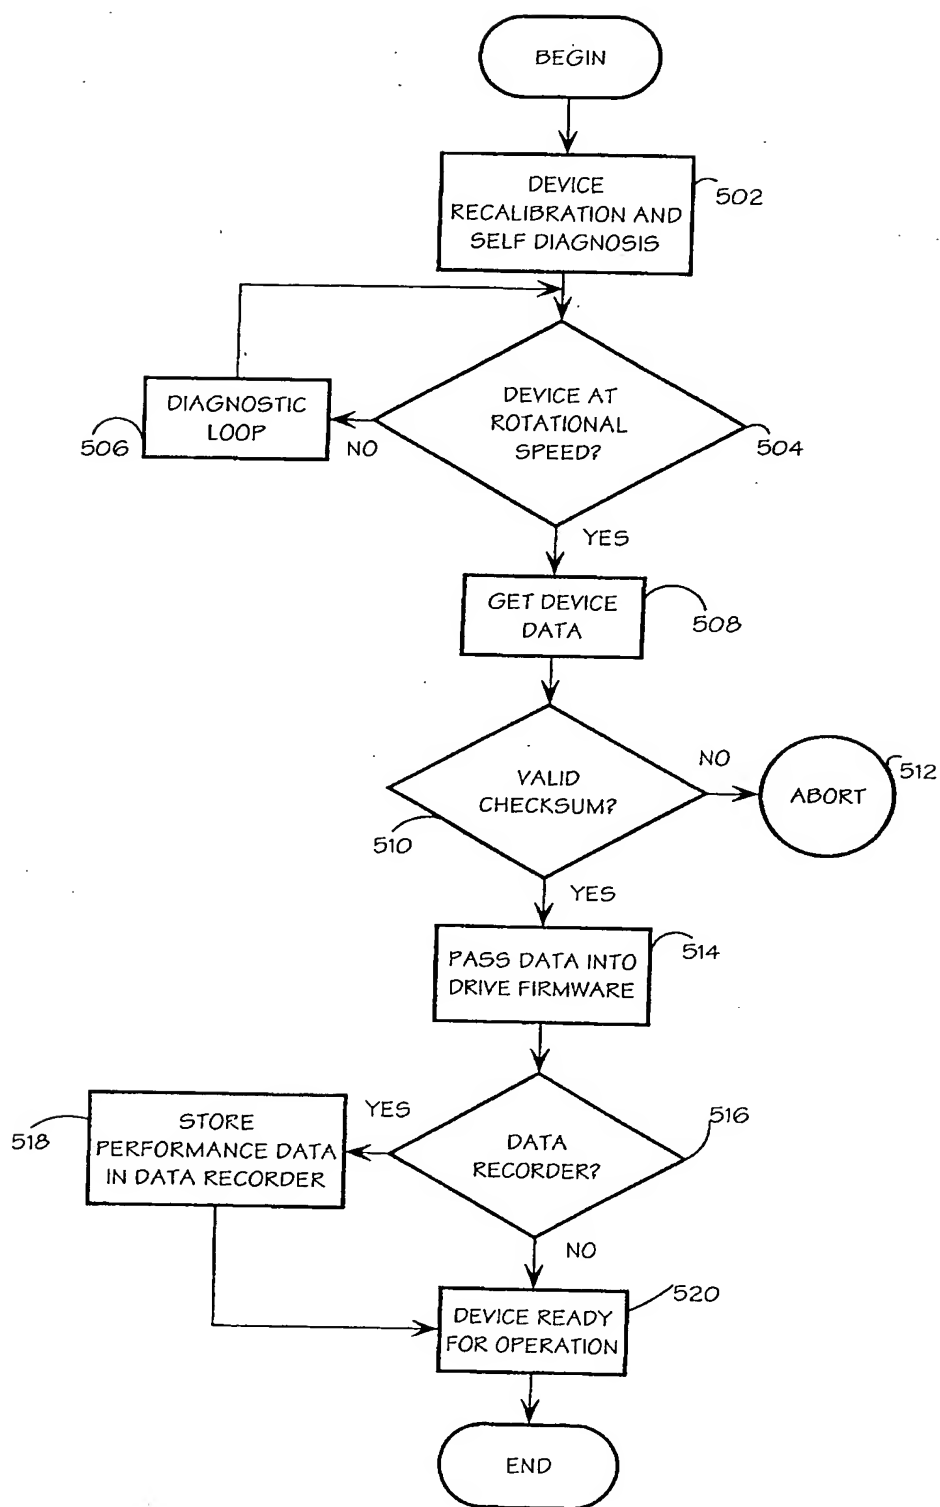 BEGIN
DEVICE
RECALIBRATION AND
SELF DIAGNOSIS
502
DEVICE AT
ROTATIONAL
SPEED?
504
NO
DIAGNOSTIC
LOOP
506
YES
GET DEVICE
DATA
508
VALID
CHECKSUM?
510
NO
ABORT
512
YES
PASS DATA INTO
DRIVE FIRMWARE
514
DATA
RECORDER?
516
YES
STORE
PERFORMANCE DATA
IN DATA RECORDER
518
NO
DEVICE READY
FOR OPERATION
520
END